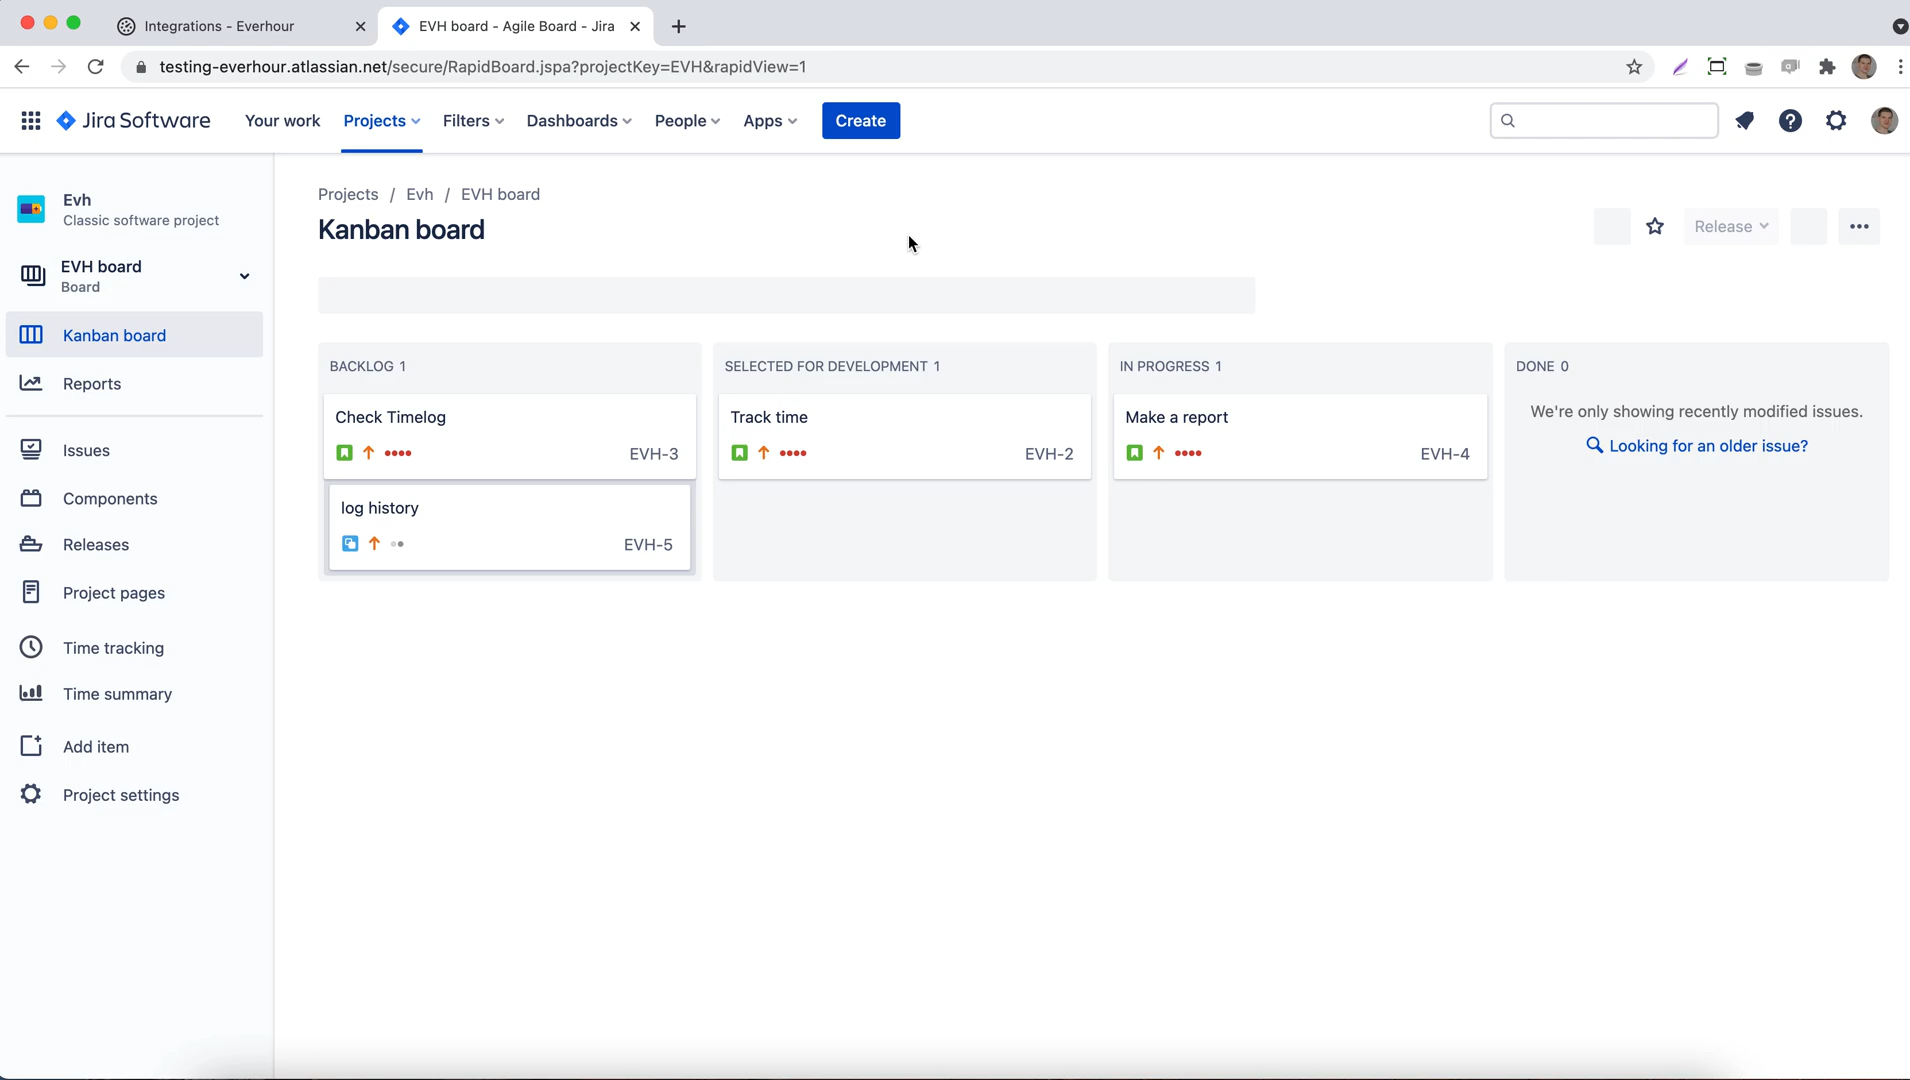 Integrations - Everhour
EVH board - Agile Board - Jira
testing-everhour.atlassian.net/secure/RapidBoard.jspa?projectKey=EVH&rapidView=1
Jira Software
Your work
Projects
Filters
Dashboards
People
Apps
Create
Evh
Classic software project
EVH board
Board
Kanban board
Reports
Issues
Components
Releases
Project pages
Time tracking
Time summary
Add item
Project settings
Projects / Evh / EVH board
Kanban board
Release
BACKLOG 1
Check Timelog
EVH-3
log history
EVH-5
SELECTED FOR DEVELOPMENT 1
Track time
EVH-2
IN PROGRESS 1
Make a report
EVH-4
DONE 0
We're only showing recently modified issues.
Looking for an older issue?